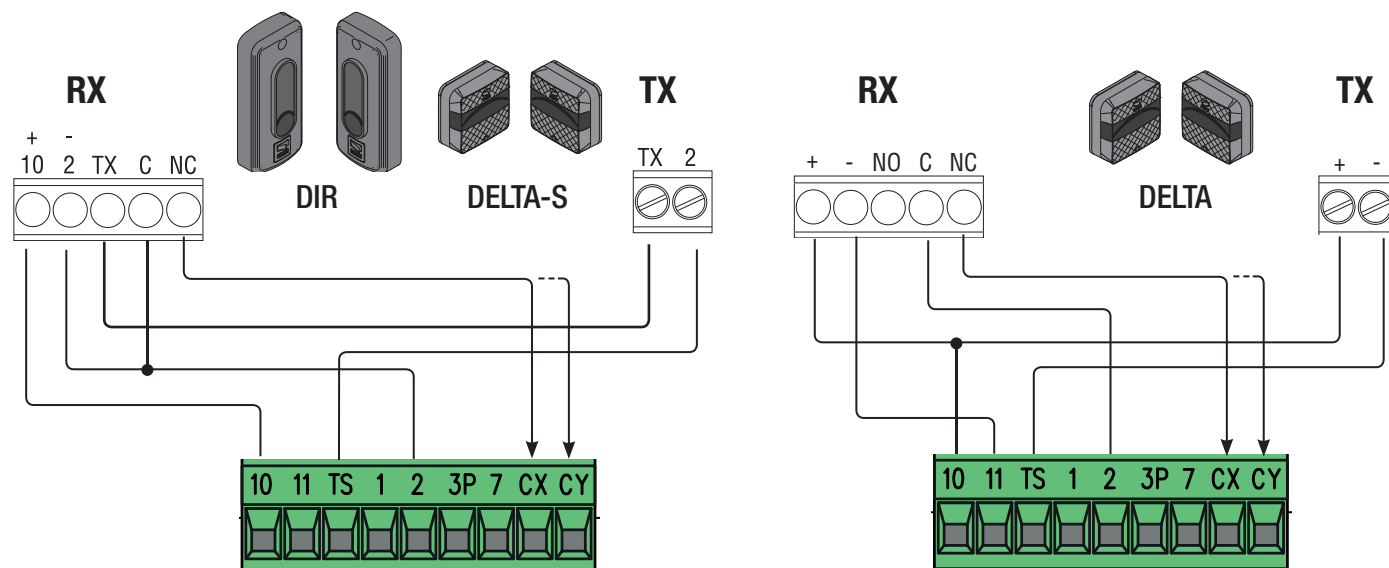 RX
TX
+ -
10 2 TX C NC
TX 2
DIR
DELTA-S
10 11 TS 1 2 3P 7 CX CY
RX
TX
+ - NO C NC
+ -
DELTA
10 11 TS 1 2 3P 7 CX CY